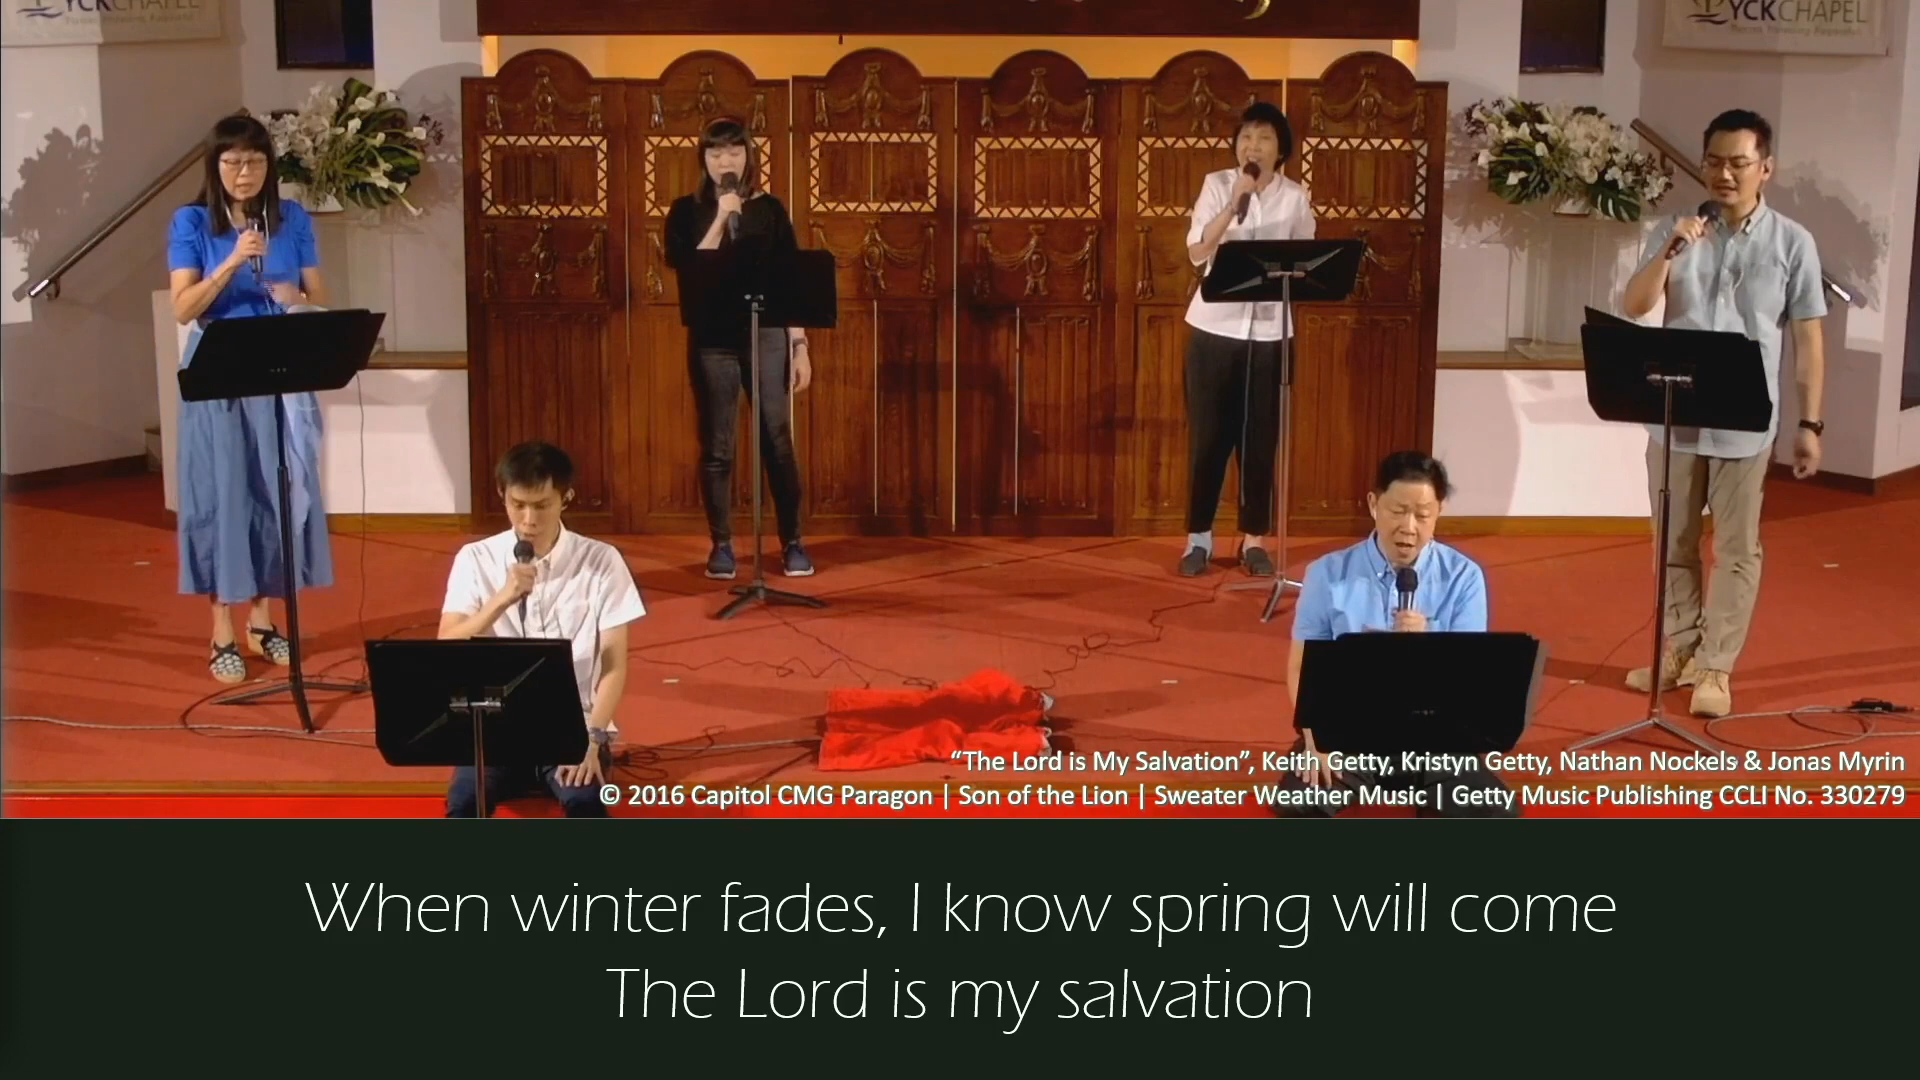 YCKCHAPEL
YCKCHAPEL
“The Lord is My Salvation”, Keith Getty, Kristyn Getty, Nathan Nockels & Jonas Myrin
© 2016 Capitol CMG Paragon | Son of the Lion | Sweater Weather Music | Getty Music Publishing CCLI No. 330279
When winter fades, I know spring will come
The Lord is my salvation